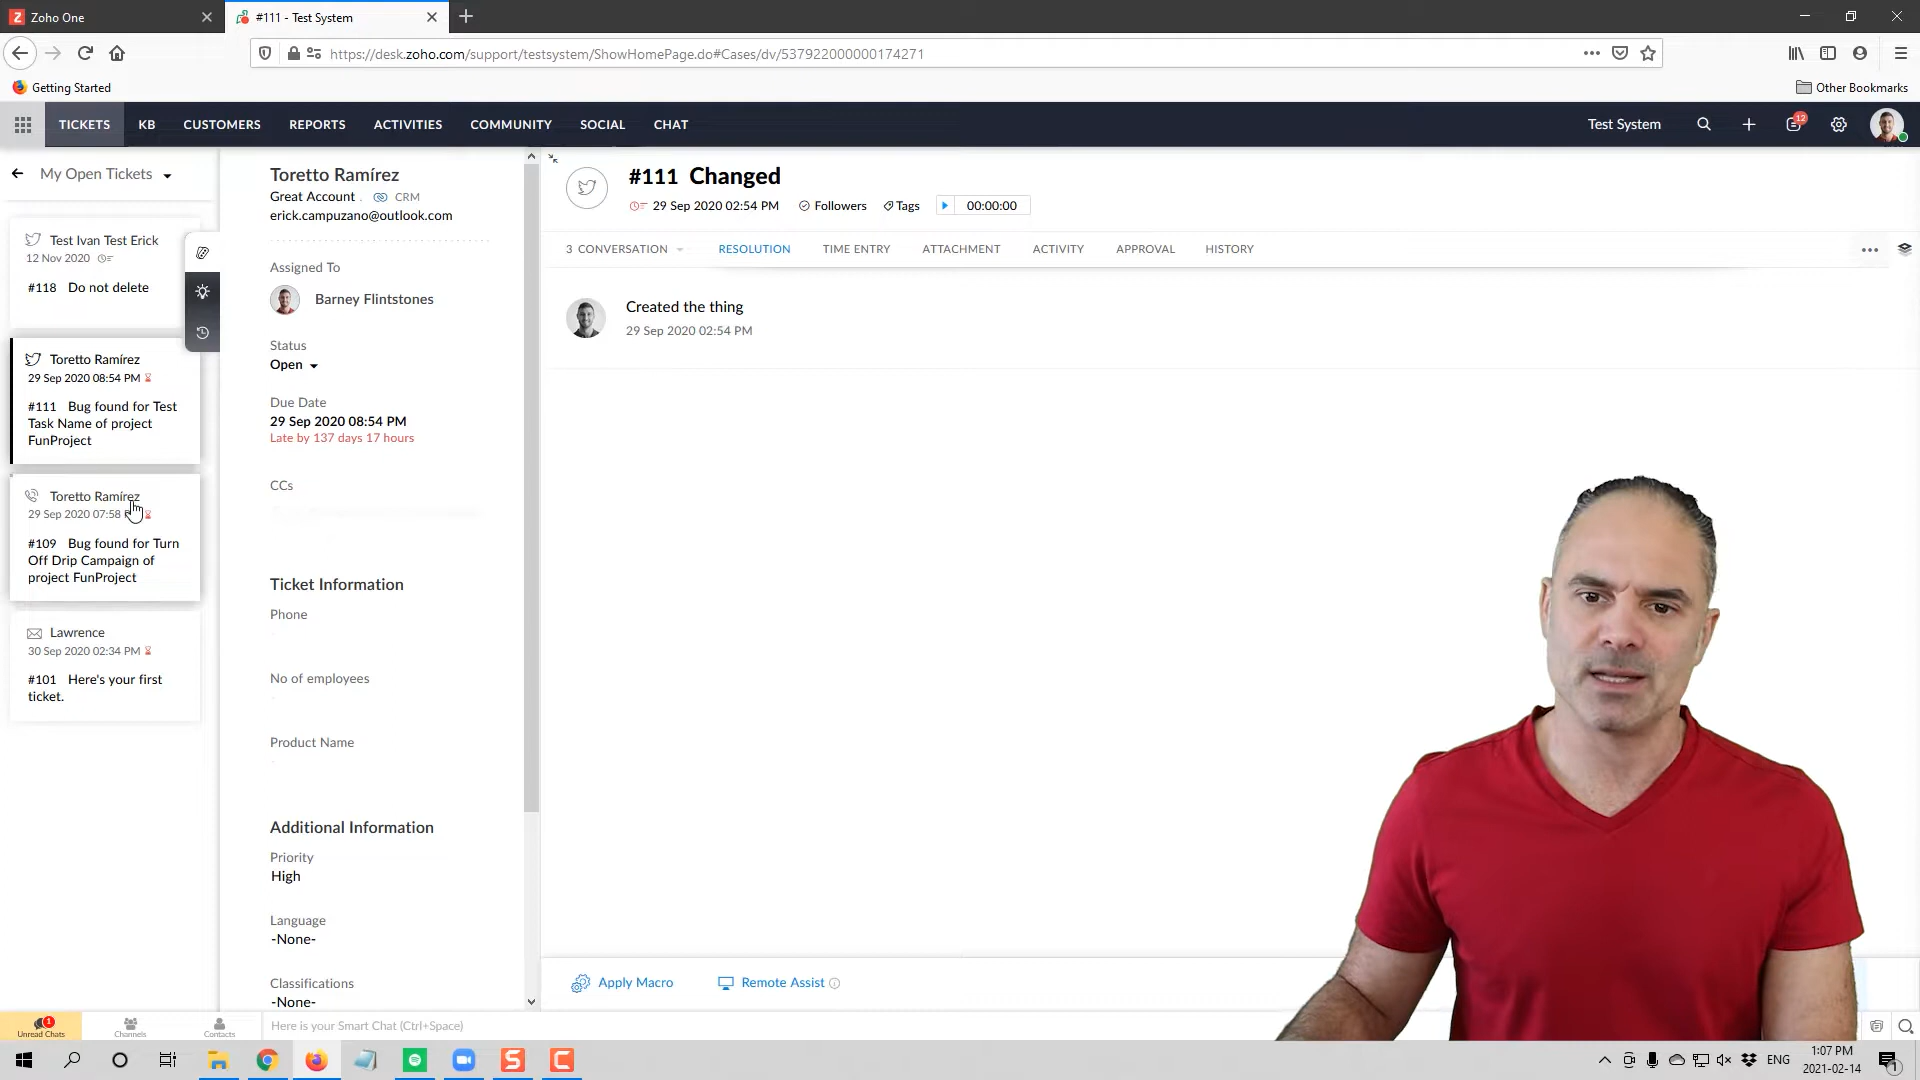 Zoho One
#111 - Test System
https://desk.zoho.com/support/testsystem/ShowHomePage.do#Cases/dv/537922000000174271
Getting Started
Other Bookmarks
TICKETS
KB
CUSTOMERS
REPORTS
ACTIVITIES
COMMUNITY
SOCIAL
CHAT
Test System
12
My Open Tickets
Test Ivan Test Erick
12 Nov 2020
#118 Do not delete
Toretto Ramírez
29 Sep 2020 08:54 PM
#111 Bug found for Test
Task Name of project
FunProject
Toretto Ramírez
29 Sep 2020 07:58
#109 Bug found for Turn
Off Drip Campaign of
project FunProject
Lawrence
30 Sep 2020 02:34 PM
#101 Here's your first
ticket.
Toretto Ramírez
Great Account . CRM
erick.campuzano@outlook.com
Assigned To
Barney Flintstones
Status
Open
Due Date
29 Sep 2020 08:54 PM
Late by 137 days 17 hours
CCs
Ticket Information
Phone
-
No of employees
-
Product Name
-
Additional Information
Priority
High
Language
-None-
Classifications
-None-
#111 Changed
29 Sep 2020 02:54 PM
Followers
Tags
00:00:00
3 CONVERSATION
RESOLUTION
TIME ENTRY
ATTACHMENT
ACTIVITY
APPROVAL
HISTORY
Created the thing
29 Sep 2020 02:54 PM
Apply Macro
Remote Assist
1
Unread Chats
Channels
Contacts
Here is your Smart Chat (Ctrl+Space)
ENG
1:07 PM
2021-02-14
1